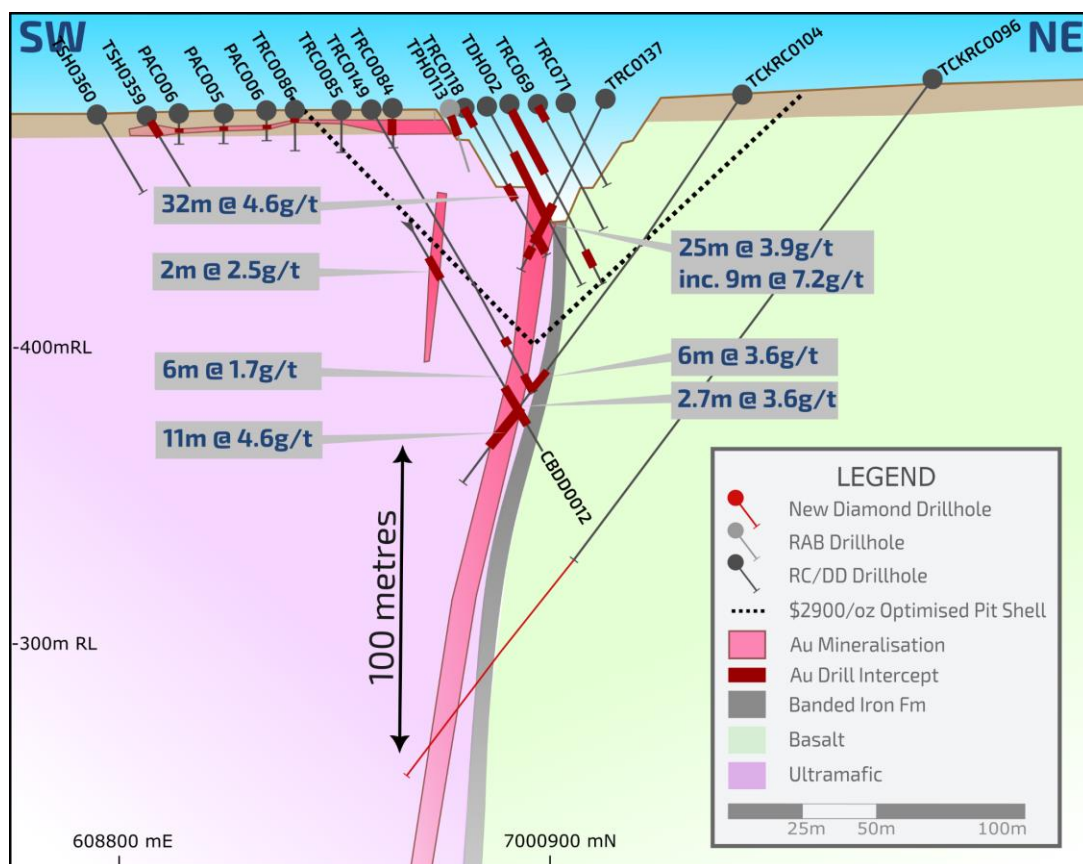 SW
NE
TSH0360
TSH0359
PAC006
PAC005
PAC006
TRC0086
TRC0085
TRC0149
TRC0084
TPH0113
TRC0118
TDH002
TRC069
TRC071
TRC0137
TCKRC0104
TCKRC0096
32m @ 4.6g/t
25m @ 3.9g/t
inc. 9m @ 7.2g/t
2m @ 2.5g/t
-400mRL
6m @ 1.7g/t
6m @ 3.6g/t
2.7m @ 3.6g/t
11m @ 4.6g/t
CBDD0012
100 metres
-300m RL
LEGEND
New Diamond Drillhole
RAB Drillhole
RC/DD Drillhole
$2900/oz Optimised Pit Shell
Au Mineralisation
Au Drill Intercept
Banded Iron Fm
Basalt
Ultramafic
25m
50m
100m
608800 mE
7000900 mN